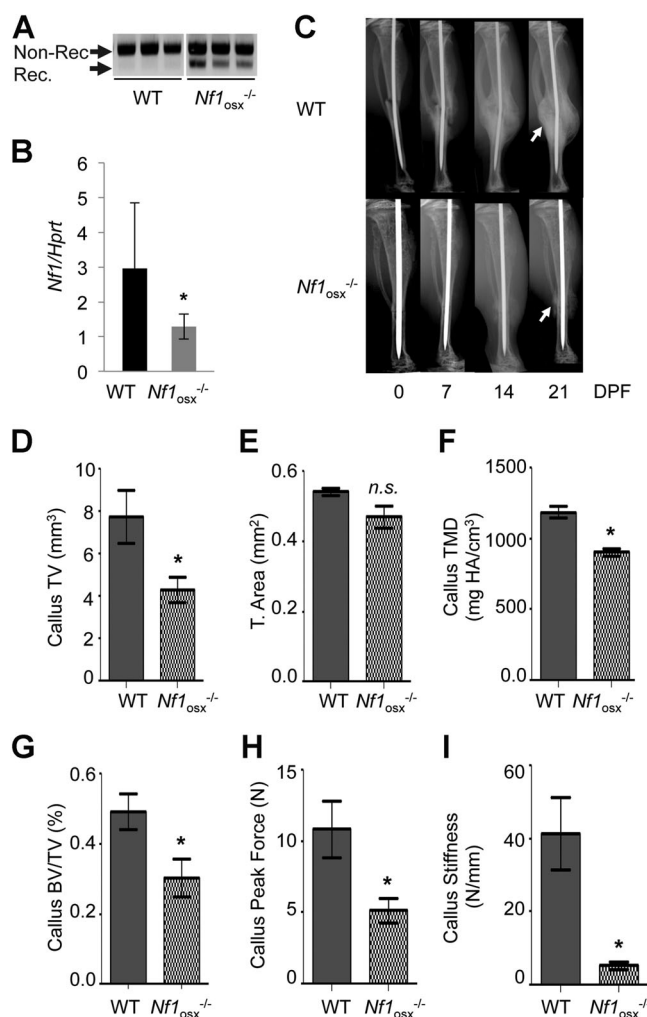 A
Non-Rec
Rec.
WT Nf1osx-/-
B
Nf1/Hprt
6
5
4
3
2
1
0
*
WT Nf1osx-/-
C
WT
Nf1osx-/-
0 7 14 21 DPF
D
Callus TV (mm3)
10
8
6
4
2
0
*
WT Nf1osx-/-
E
T. Area (mm2)
0.6
0.4
0.2
0.0
n.s.
WT Nf1osx-/-
F
Callus TMD
(mg HA/cm3)
1500
1000
500
0.0
*
WT Nf1osx-/-
G
Callus BV/TV (%)
0.6
0.4
0.2
0.0
*
WT Nf1osx-/-
H
Callus Peak Force (N)
15
10
5
0
*
WT Nf1osx-/-
I
Callus Stiffness
(N/mm)
60
40
20
0
*
WT Nf1osx-/-